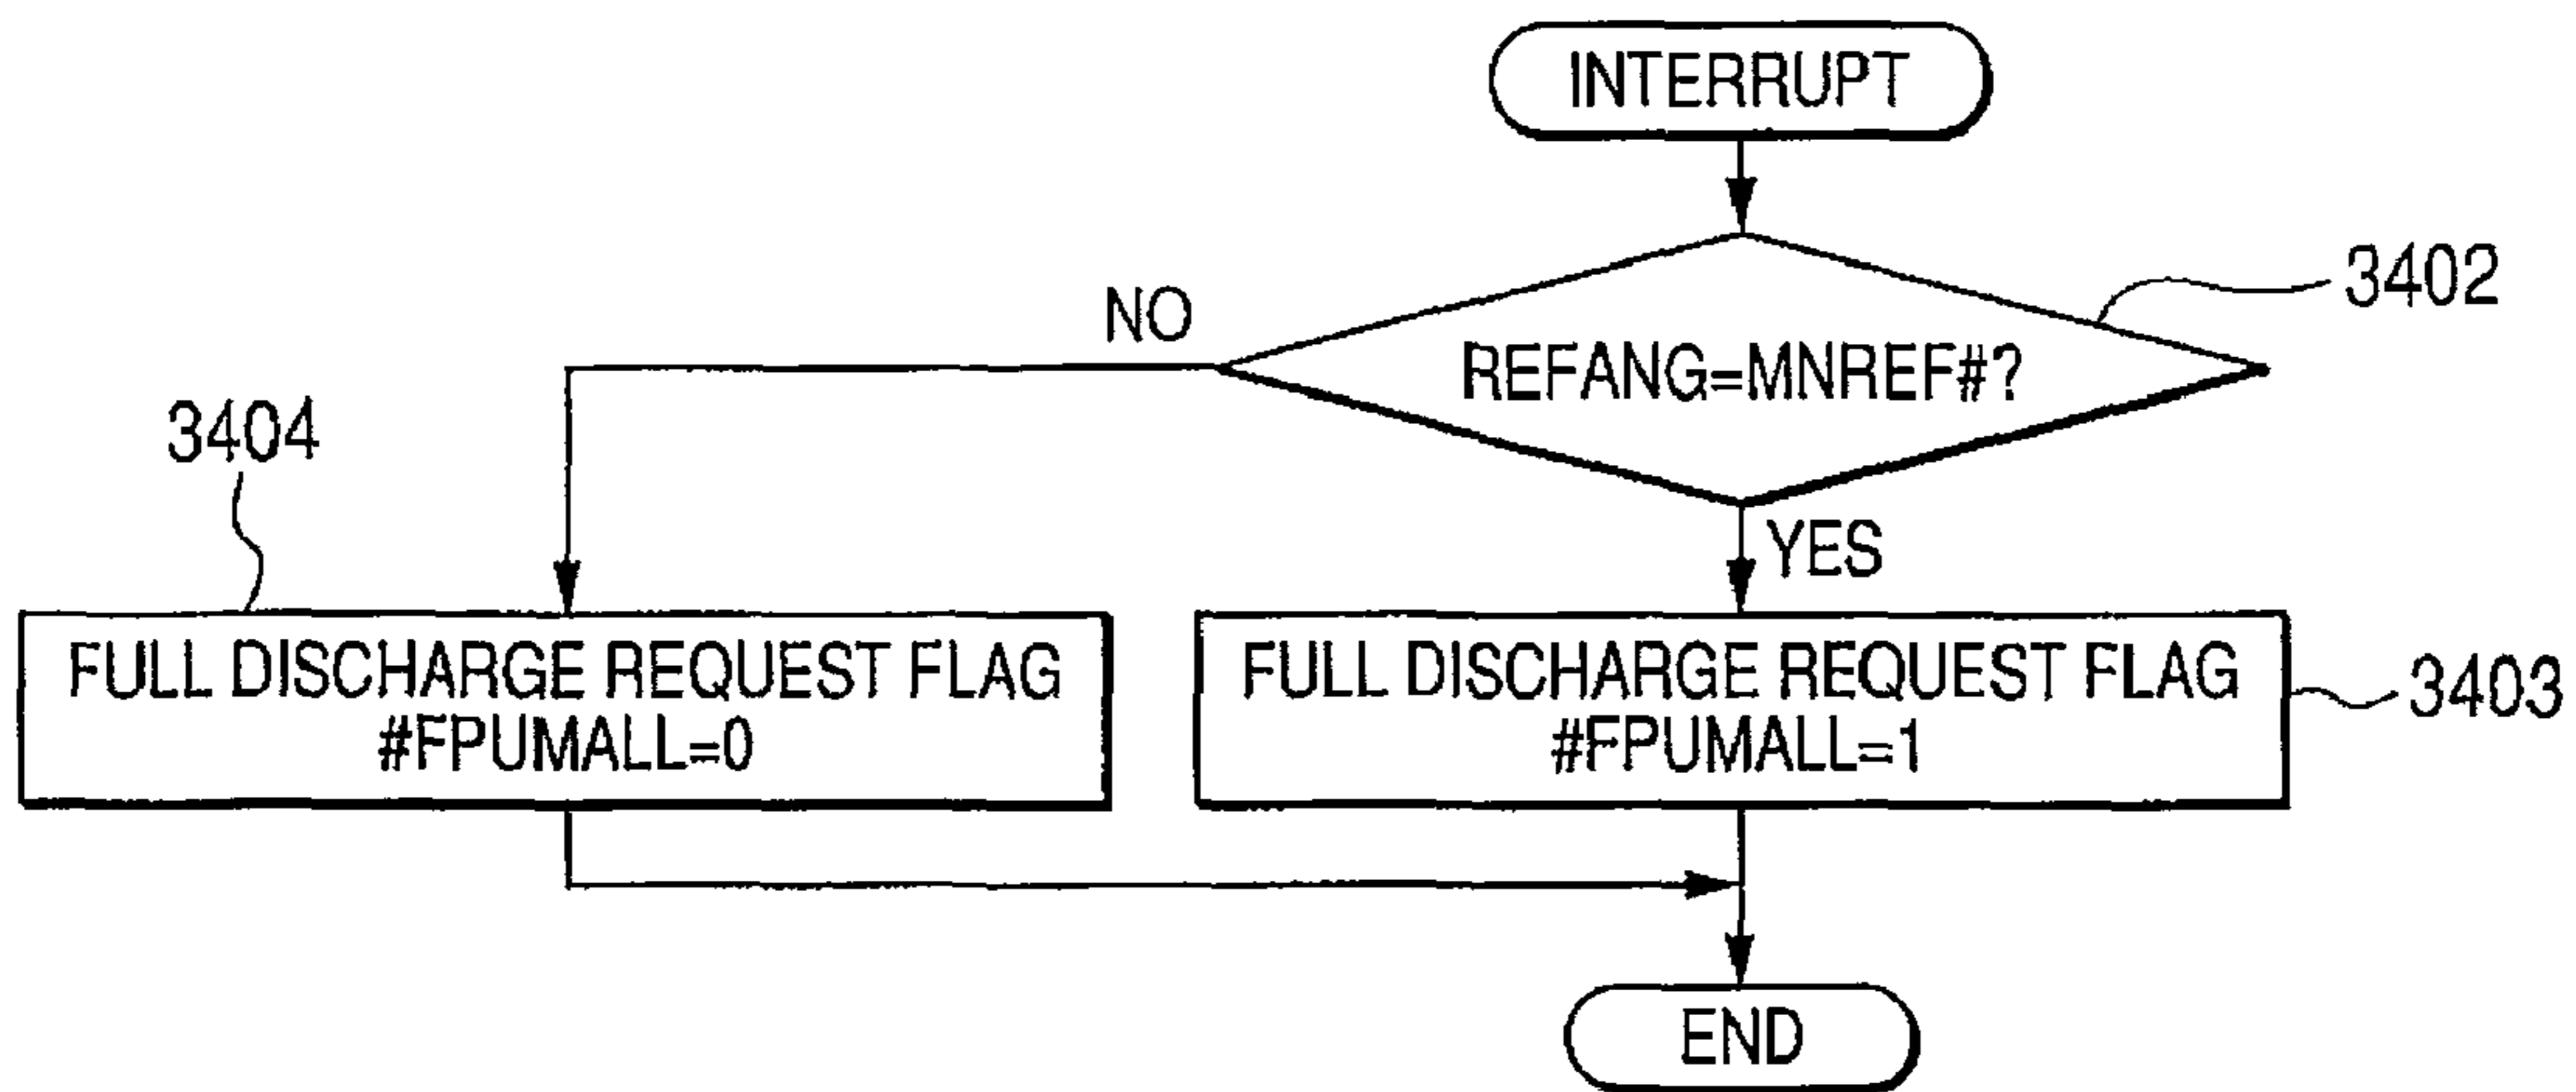 INTERRUPT
3402
NO
REFANG=MNREF#?
3404
YES
FULL DISCHARGE REQUEST FLAG
#FPUMALL=0
FULL DISCHARGE REQUEST FLAG
#FPUMALL=1
3403
END